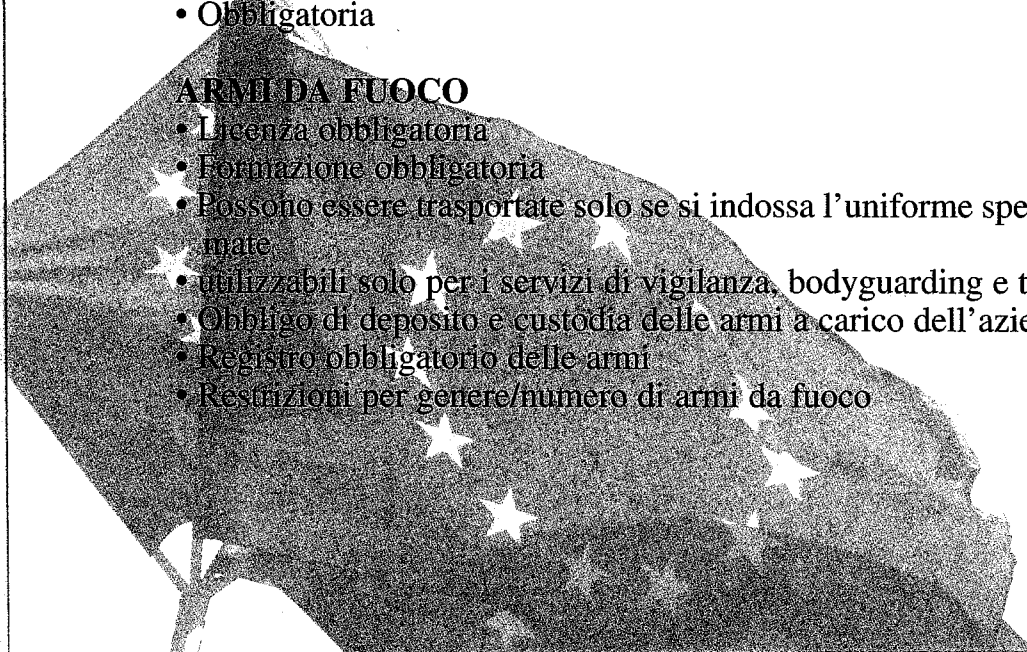 • Obbligatoria
ARMI DA FUOCO
• Licenza obbligatoria
• Formazione obbligatoria
• Possono essere trasportate solo se si indossa l'uniforme spe
mate
• utilizzabili solo per i servizi di vigilanza, bodyguarding e t
• Obbligo di deposito e custodia delle armi a carico dell'azie
• Registro obbligatorio delle armi
• Restrizioni per genere/numero di armi da fuoco